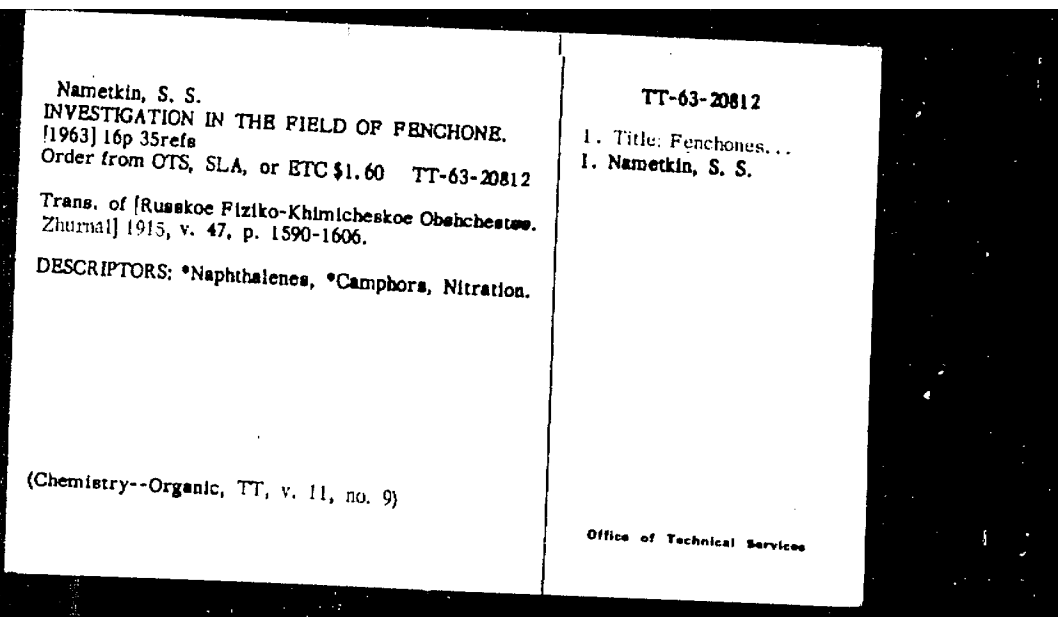 Nametkin, S. S.
INVESTIGATION IN THE FIELD OF FENCHONE.
[1963] 16p 35refs
Order from OTS, SLA, or ETC $1.60 TT-63-20812
Trans. of [Russkoe Fiziko-Khimicheskoe Obshchestvo.
Zhurnal] 1915, v. 47, p. 1590-1606.
DESCRIPTORS: *Naphthalenes, *Camphors, Nitration.
(Chemistry--Organic, TT, v. 11, no. 9)
TT-63-20812
1. Title: Fenchones...
I. Nametkin, S. S.
Office of Technical Services